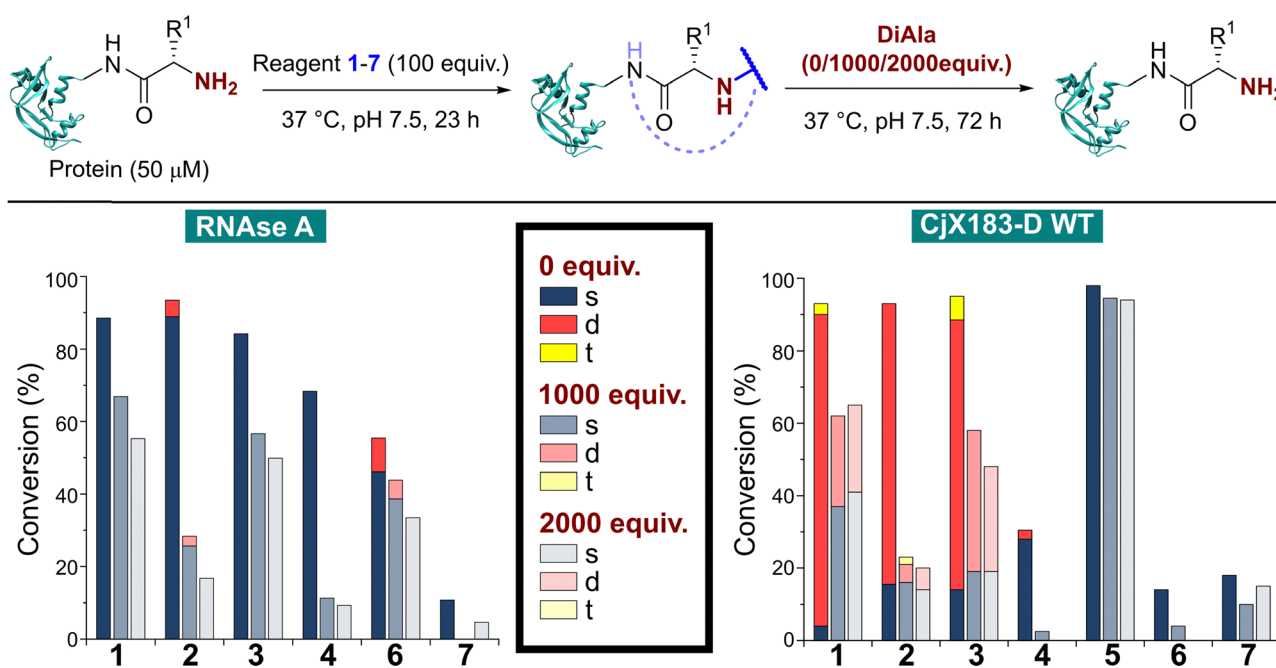 R1
H
N
O
NH2
Protein (50 μM)
Reagent 1-7 (100 equiv.)
37 °C, pH 7.5, 23 h
H
N
O
R1
N
H
DiAla
(0/1000/2000equiv.)
37 °C, pH 7.5, 72 h
R1
H
N
O
NH2
RNAse A
Conversion (%)
100
80
60
40
20
0
1 2 3 4 6 7
0 equiv.
s
d
t
1000 equiv.
s
d
t
2000 equiv.
s
d
t
CjX183-D WT
Conversion (%)
100
80
60
40
20
0
1 2 3 4 5 6 7